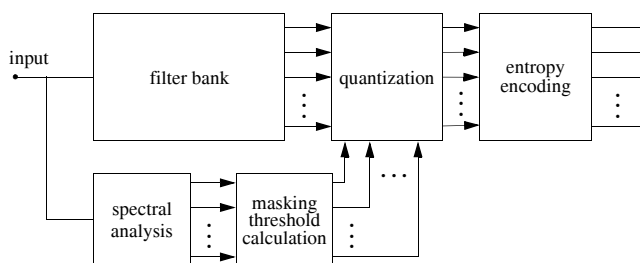 input
filter bank
quantization
entropy
encoding
spectral
analysis
masking
threshold
calculation